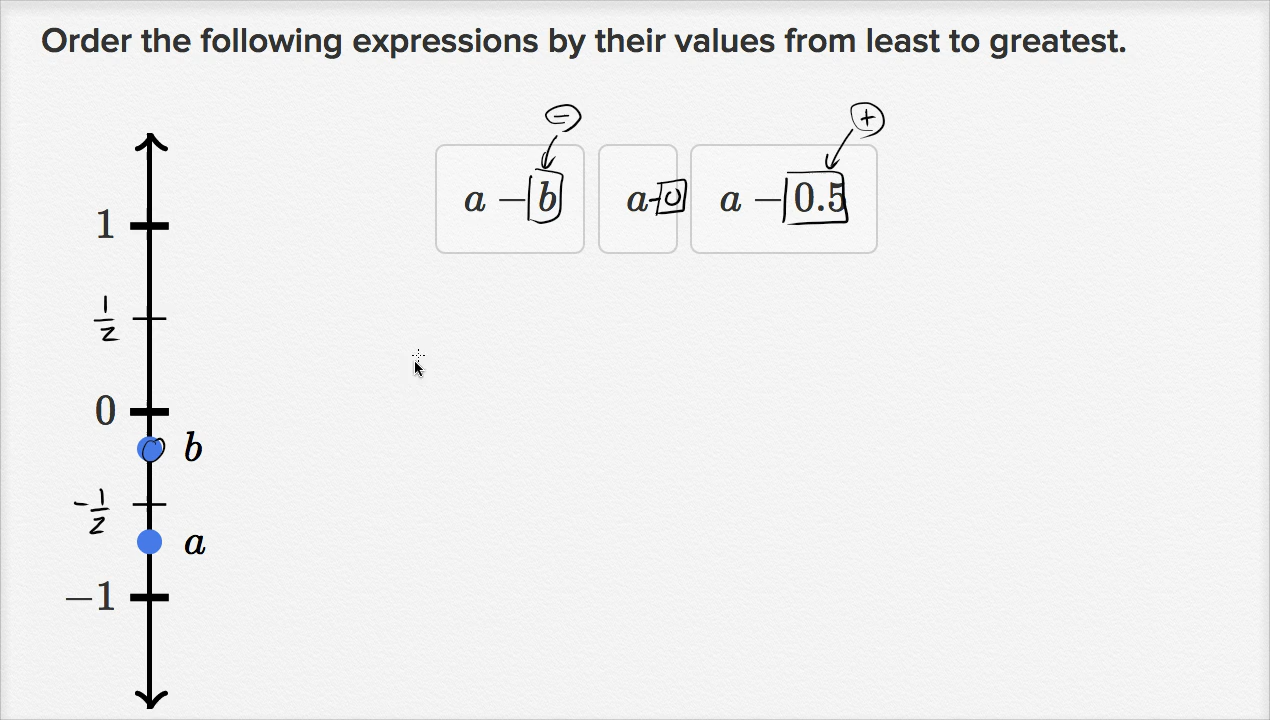 Order the following expressions by their values from least to greatest.
− +
a − b a - 0 a − 0.5
1
1/2
0
b
-1/2
a
−1